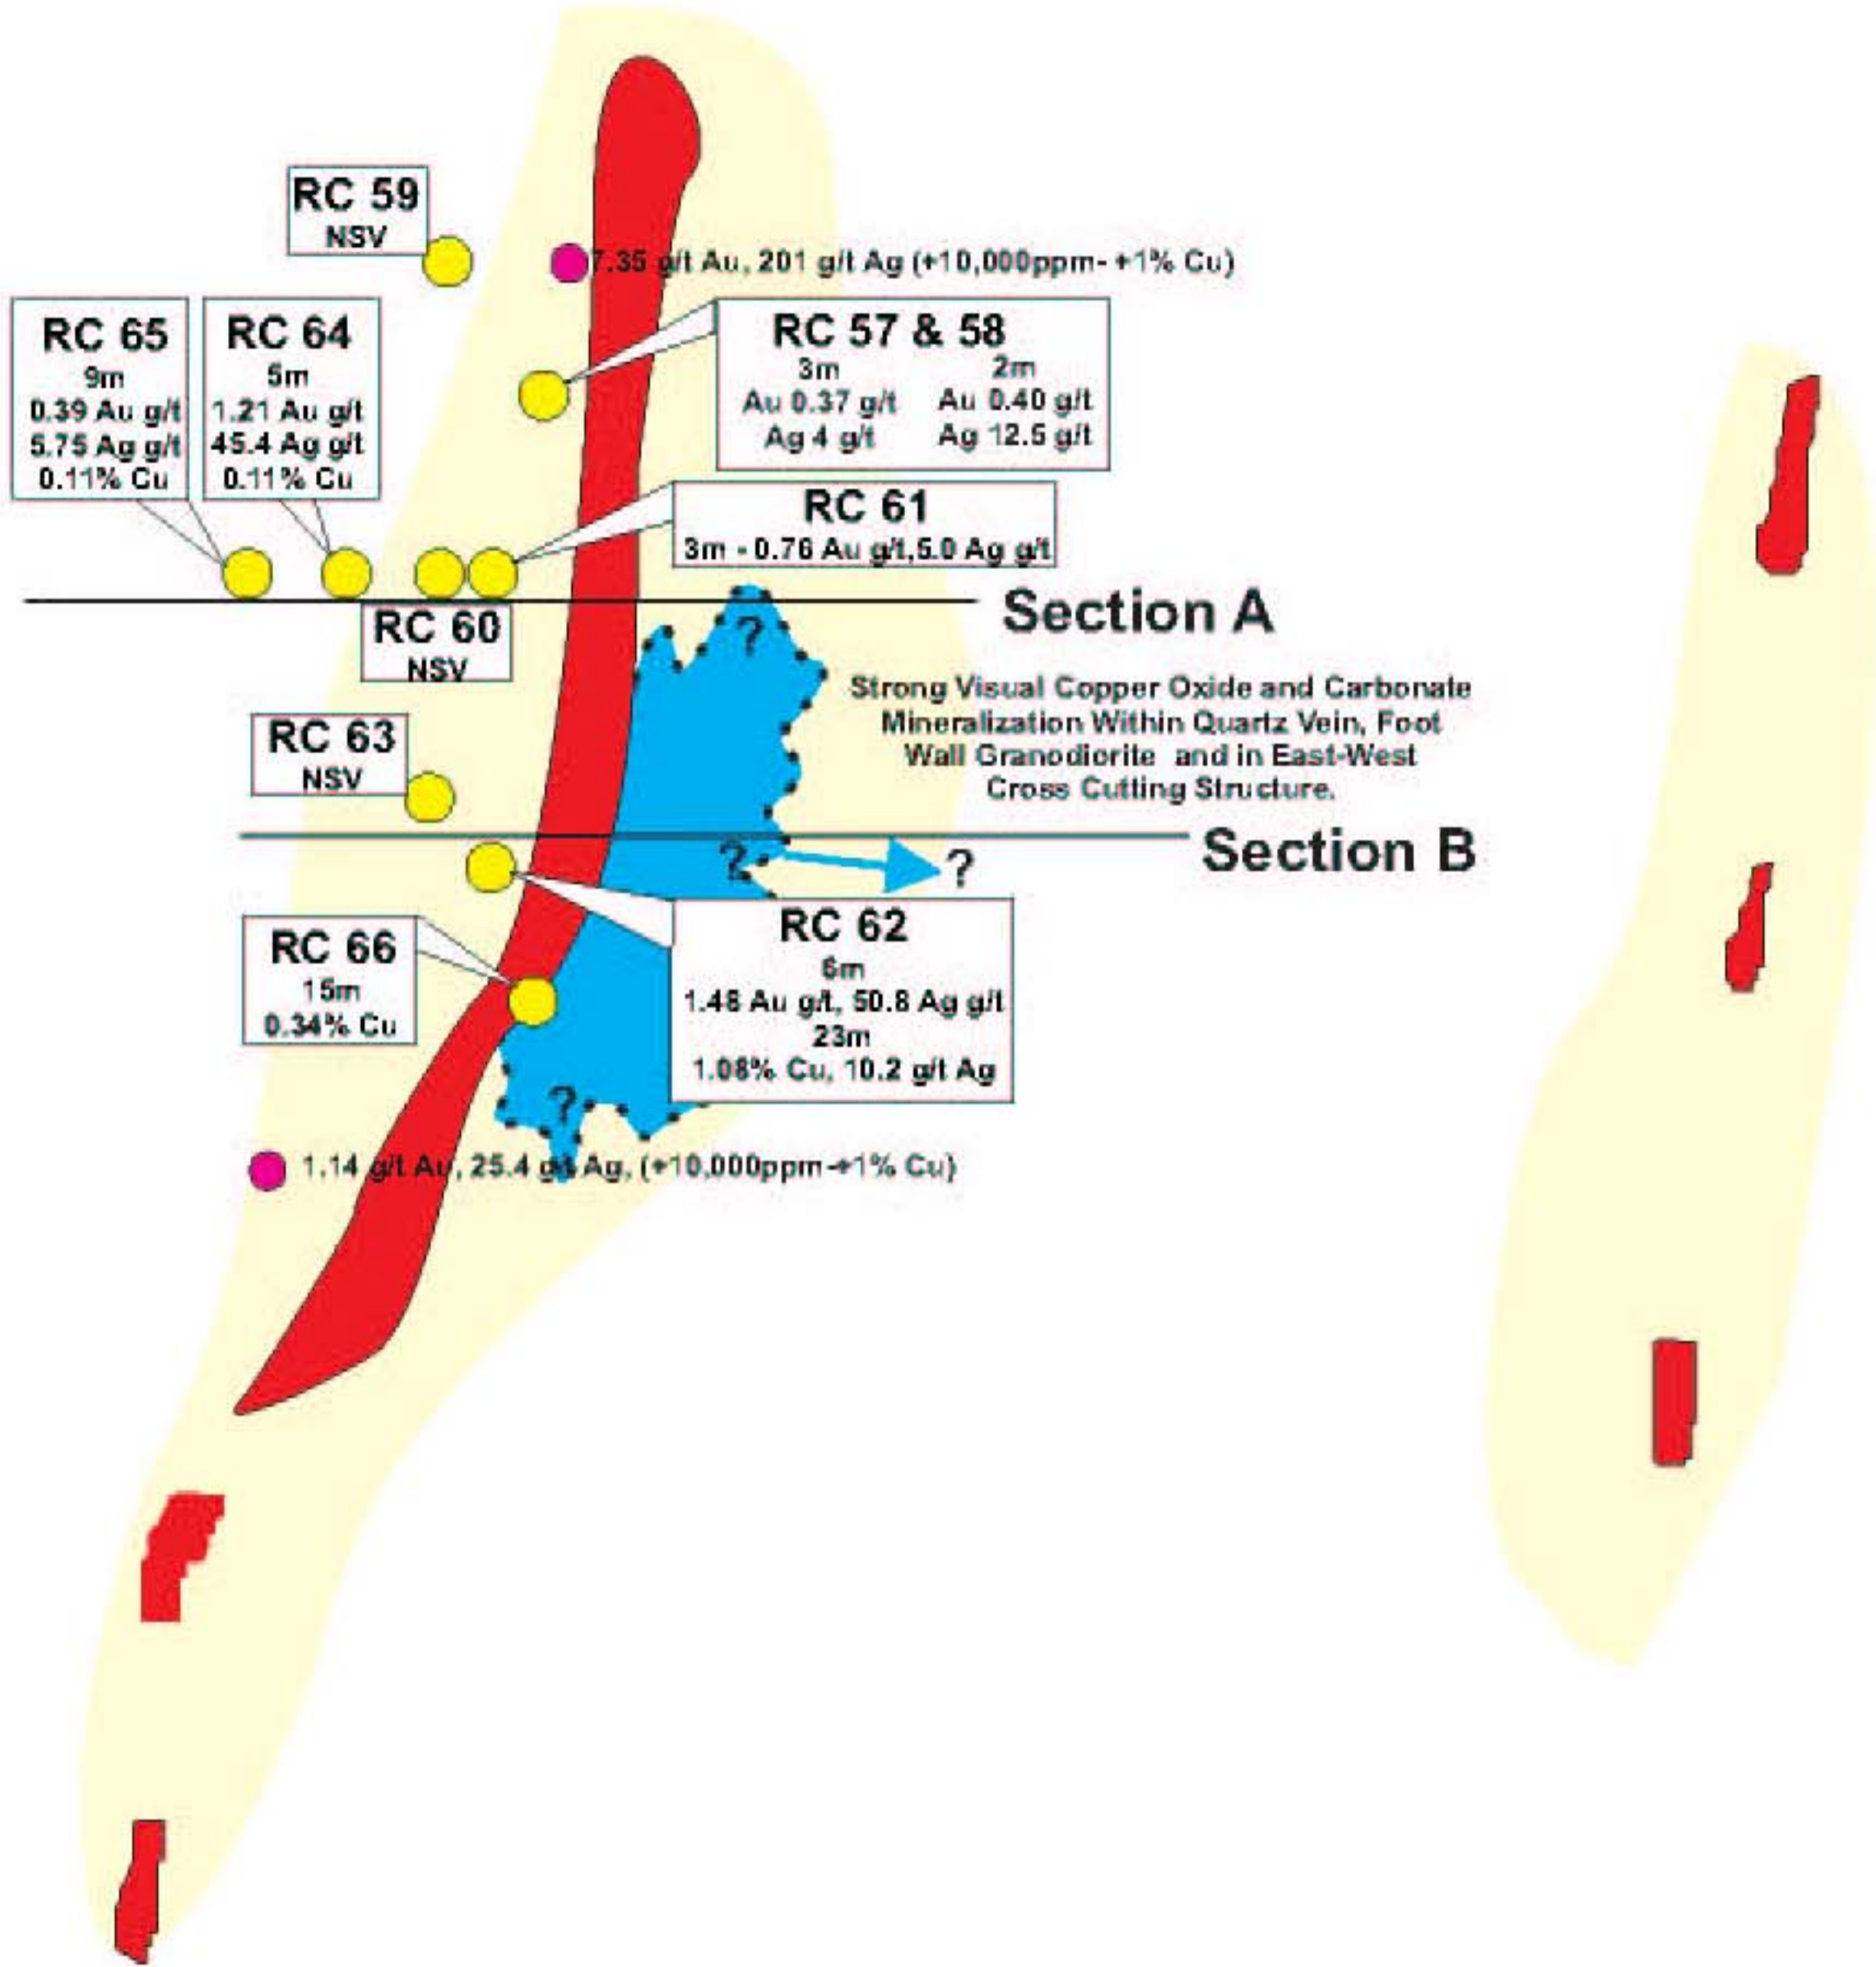 RC 59
NSV
7.35 g/t Au, 201 g/t Ag (+10,000ppm- +1% Cu)
RC 65
9m
0.39 Au g/t
5.75 Ag g/t
0.11% Cu
RC 64
5m
1.21 Au g/t
45.4 Ag g/t
0.11% Cu
RC 57 & 58
3m 2m
Au 0.37 g/t Au 0.40 g/t
Ag 4 g/t Ag 12.5 g/t
RC 61
3m - 0.76 Au g/t,5.0 Ag g/t
Section A
RC 60
NSV
?
Strong Visual Copper Oxide and Carbonate
Mineralization Within Quartz Vein, Foot
Wall Granodiorite and in East-West
Cross Cutting Structure.
RC 63
NSV
Section B
? ?
RC 66
15m
0.34% Cu
RC 62
6m
1.48 Au g/t, 50.8 Ag g/t
23m
1.08% Cu, 10.2 g/t Ag
?
1.14 g/t Au, 25.4 g/t Ag, (+10,000ppm-+1% Cu)